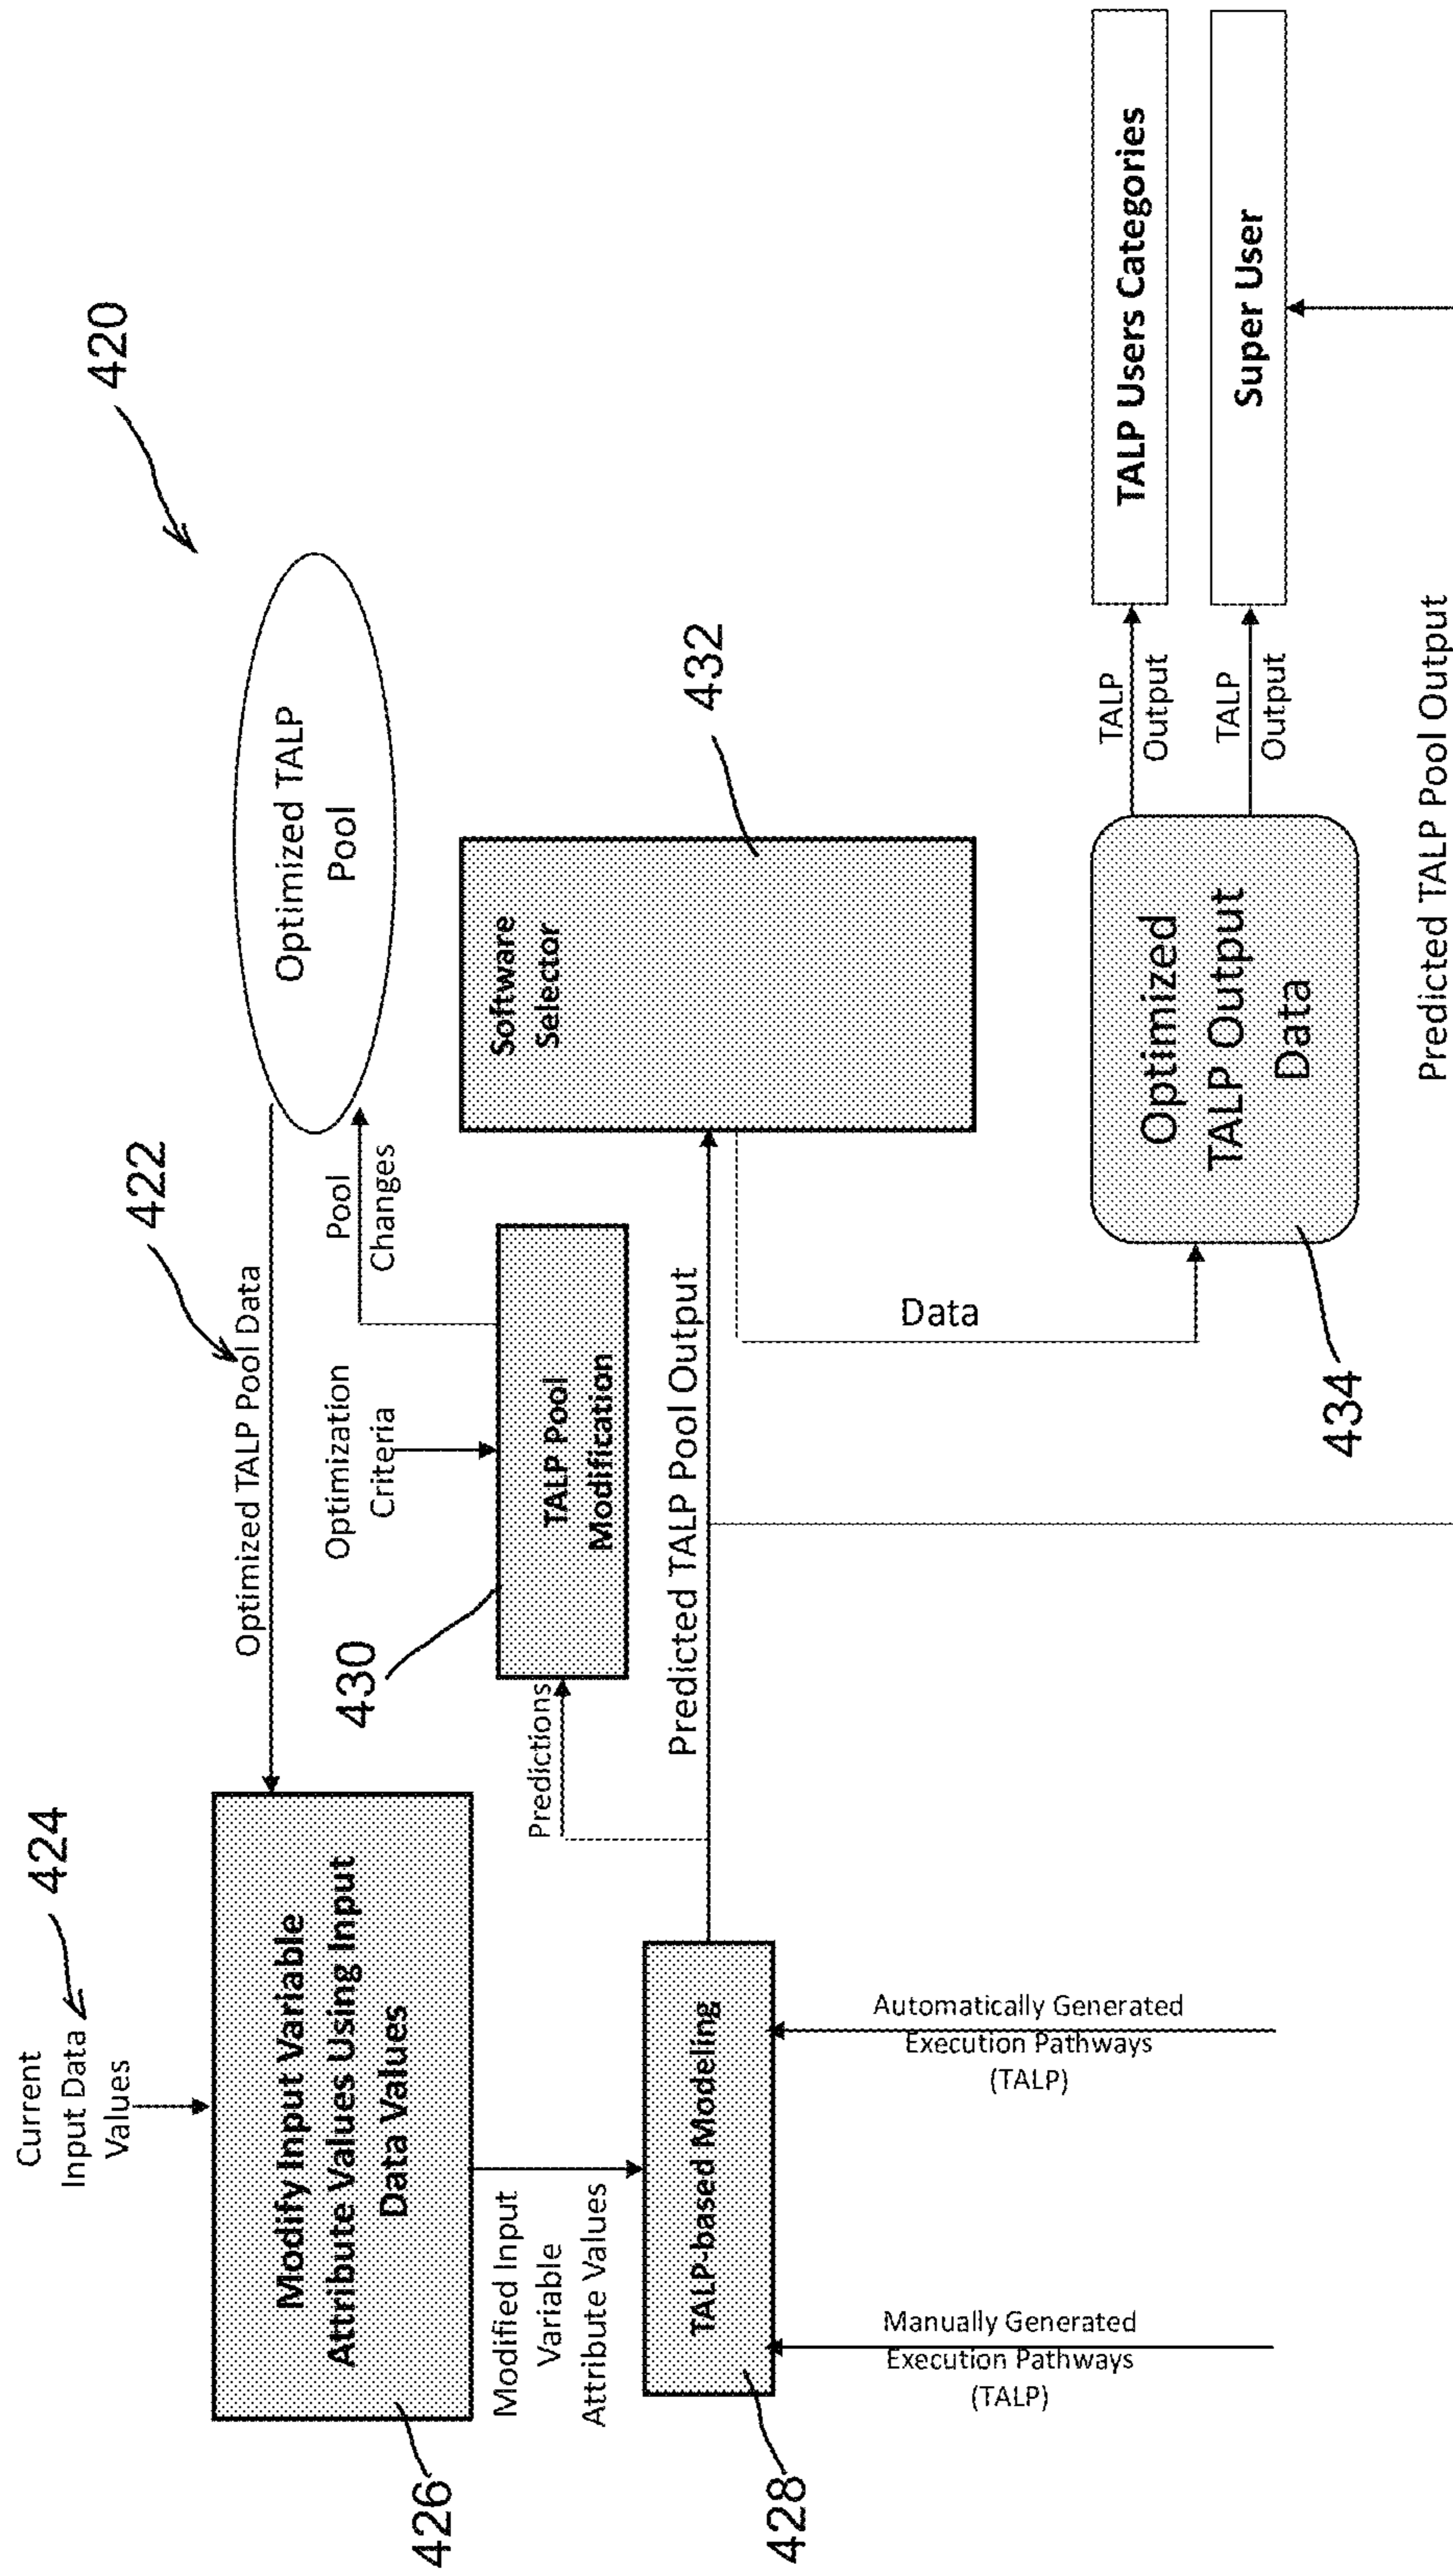 420
Current
Input Data
Values
424
Optimized TALP Pool Data
422
Optimized TALP
Pool
Modify Input Variable
Attribute Values Using Input
Data Values
426
Optimization
Criteria
Pool
Changes
430
TALP Pool
Modification
Predictions
Software
Selector
432
Modified Input
Variable
Attribute Values
TALP-based Modeling
428
Predicted TALP Pool Output
Manually Generated
Execution Pathways
(TALP)
Automatically Generated
Execution Pathways
(TALP)
Data
Optimized
TALP Output
Data
434
TALP
Output
TALP Users Categories
TALP
Output
Super User
Predicted TALP Pool Output